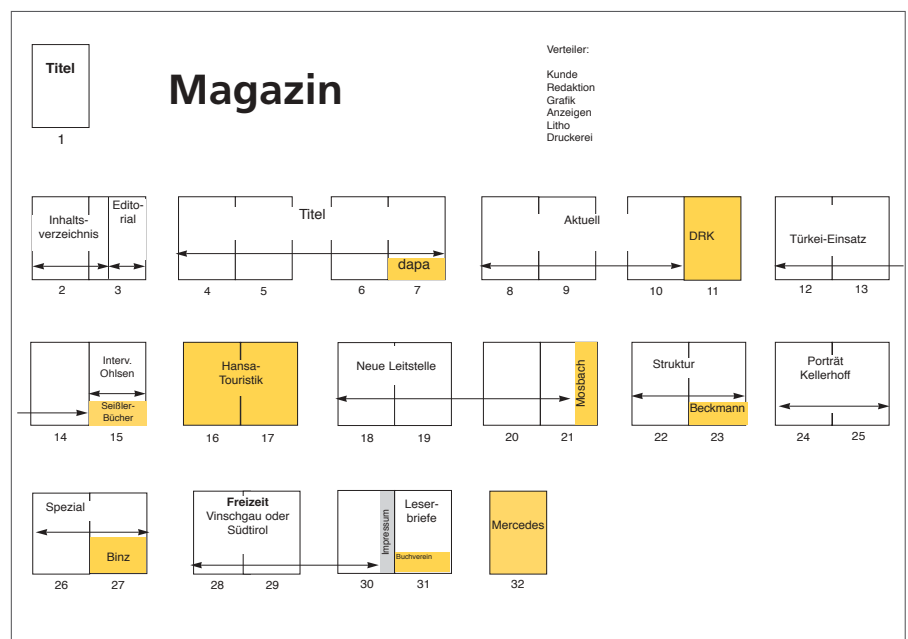 Titel
1
Magazin
Verteiler:
Kunde
Redaktion
Grafik
Anzeigen
Litho
Druckerei
Inhalts-
verzeichnis
Edito-
rial
2
3
Titel
dapa
4
5
6
7
Aktuell
DRK
8
9
10
11
Türkei-Einsatz
12
13
Interv.
Ohlsen
Seißler-
Bücher
14
15
Hansa-
Touristik
16
17
Neue Leitstelle
Mosbach
18
19
20
21
Struktur
Beckmann
22
23
Porträt
Kellerhoff
24
25
Spezial
Binz
26
27
Freizeit
Vinschgau oder
Südtirol
Impressum
Leser-
briefe
Buchverein
28
29
30
31
Mercedes
32